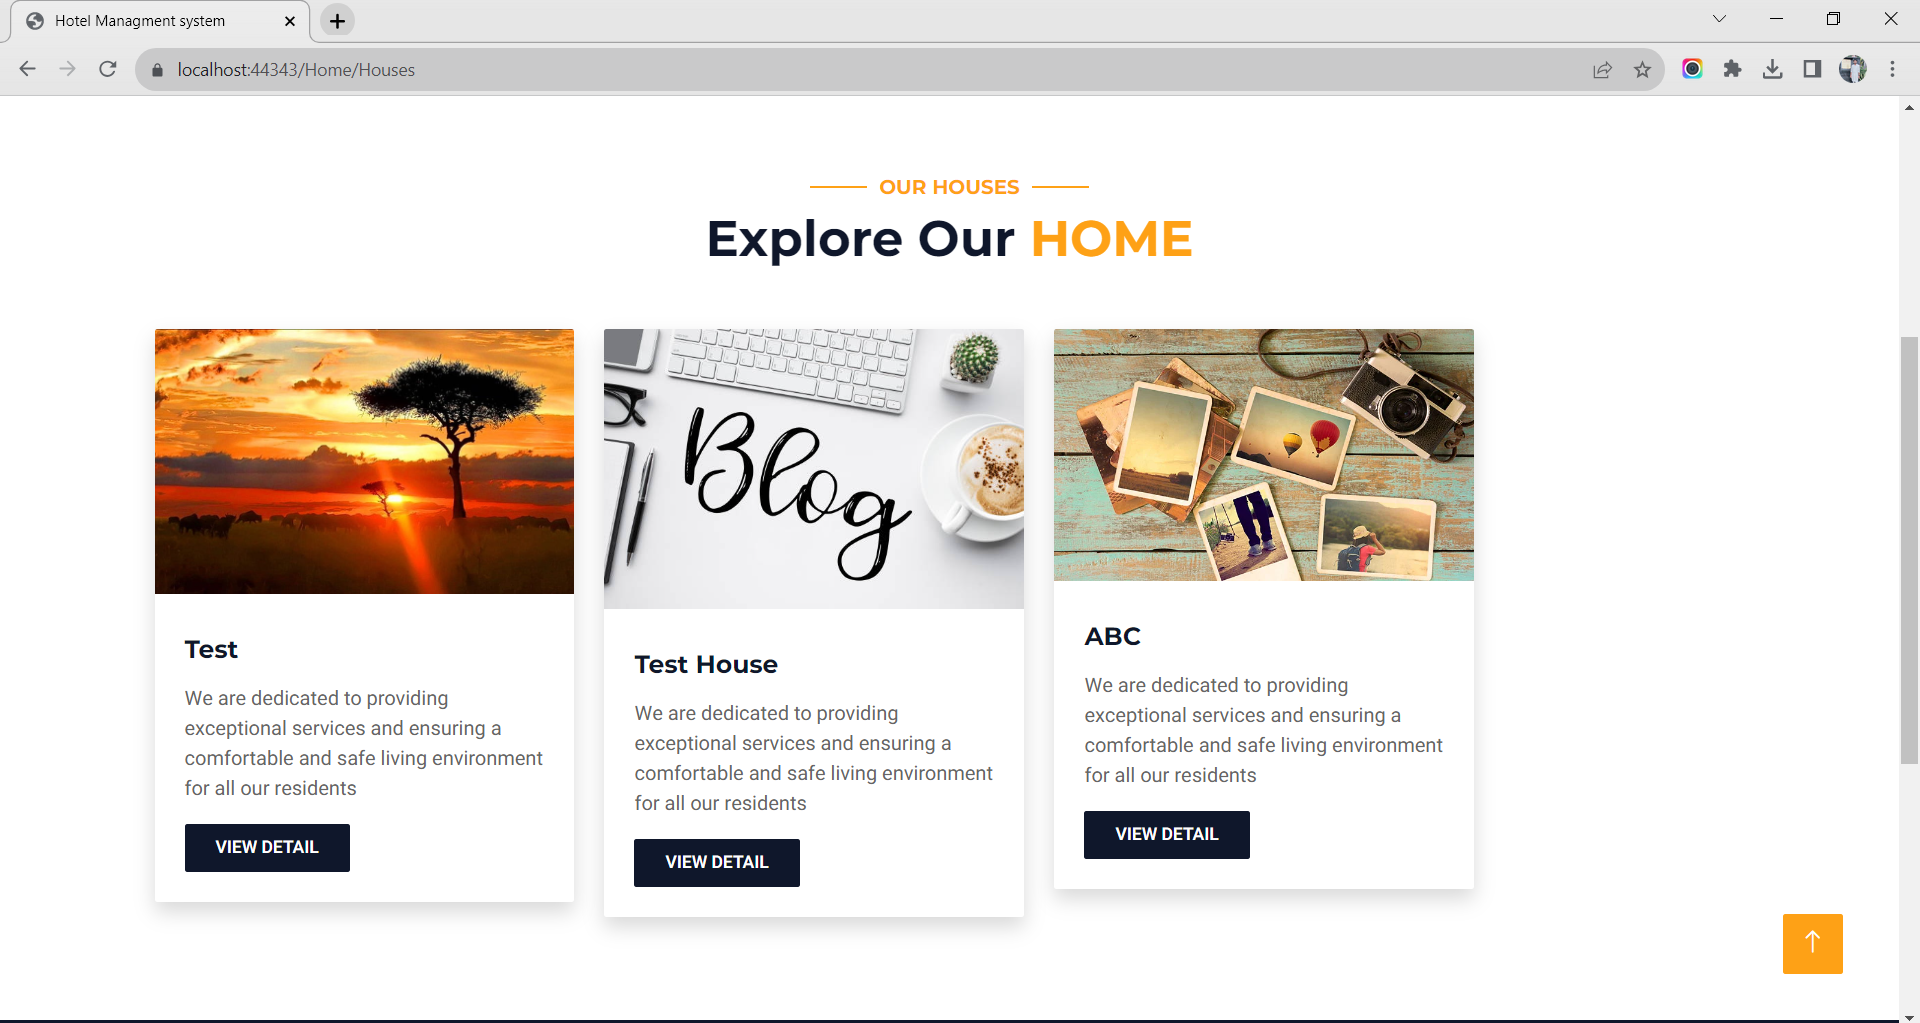 Hotel Managment system
localhost:44343/Home/Houses
OUR HOUSES
Explore Our HOME
Blog
Test
We are dedicated to providing
exceptional services and ensuring a
comfortable and safe living environment
for all our residents
VIEW DETAIL
Test House
We are dedicated to providing
exceptional services and ensuring a
comfortable and safe living environment
for all our residents
VIEW DETAIL
ABC
We are dedicated to providing
exceptional services and ensuring a
comfortable and safe living environment
for all our residents
VIEW DETAIL